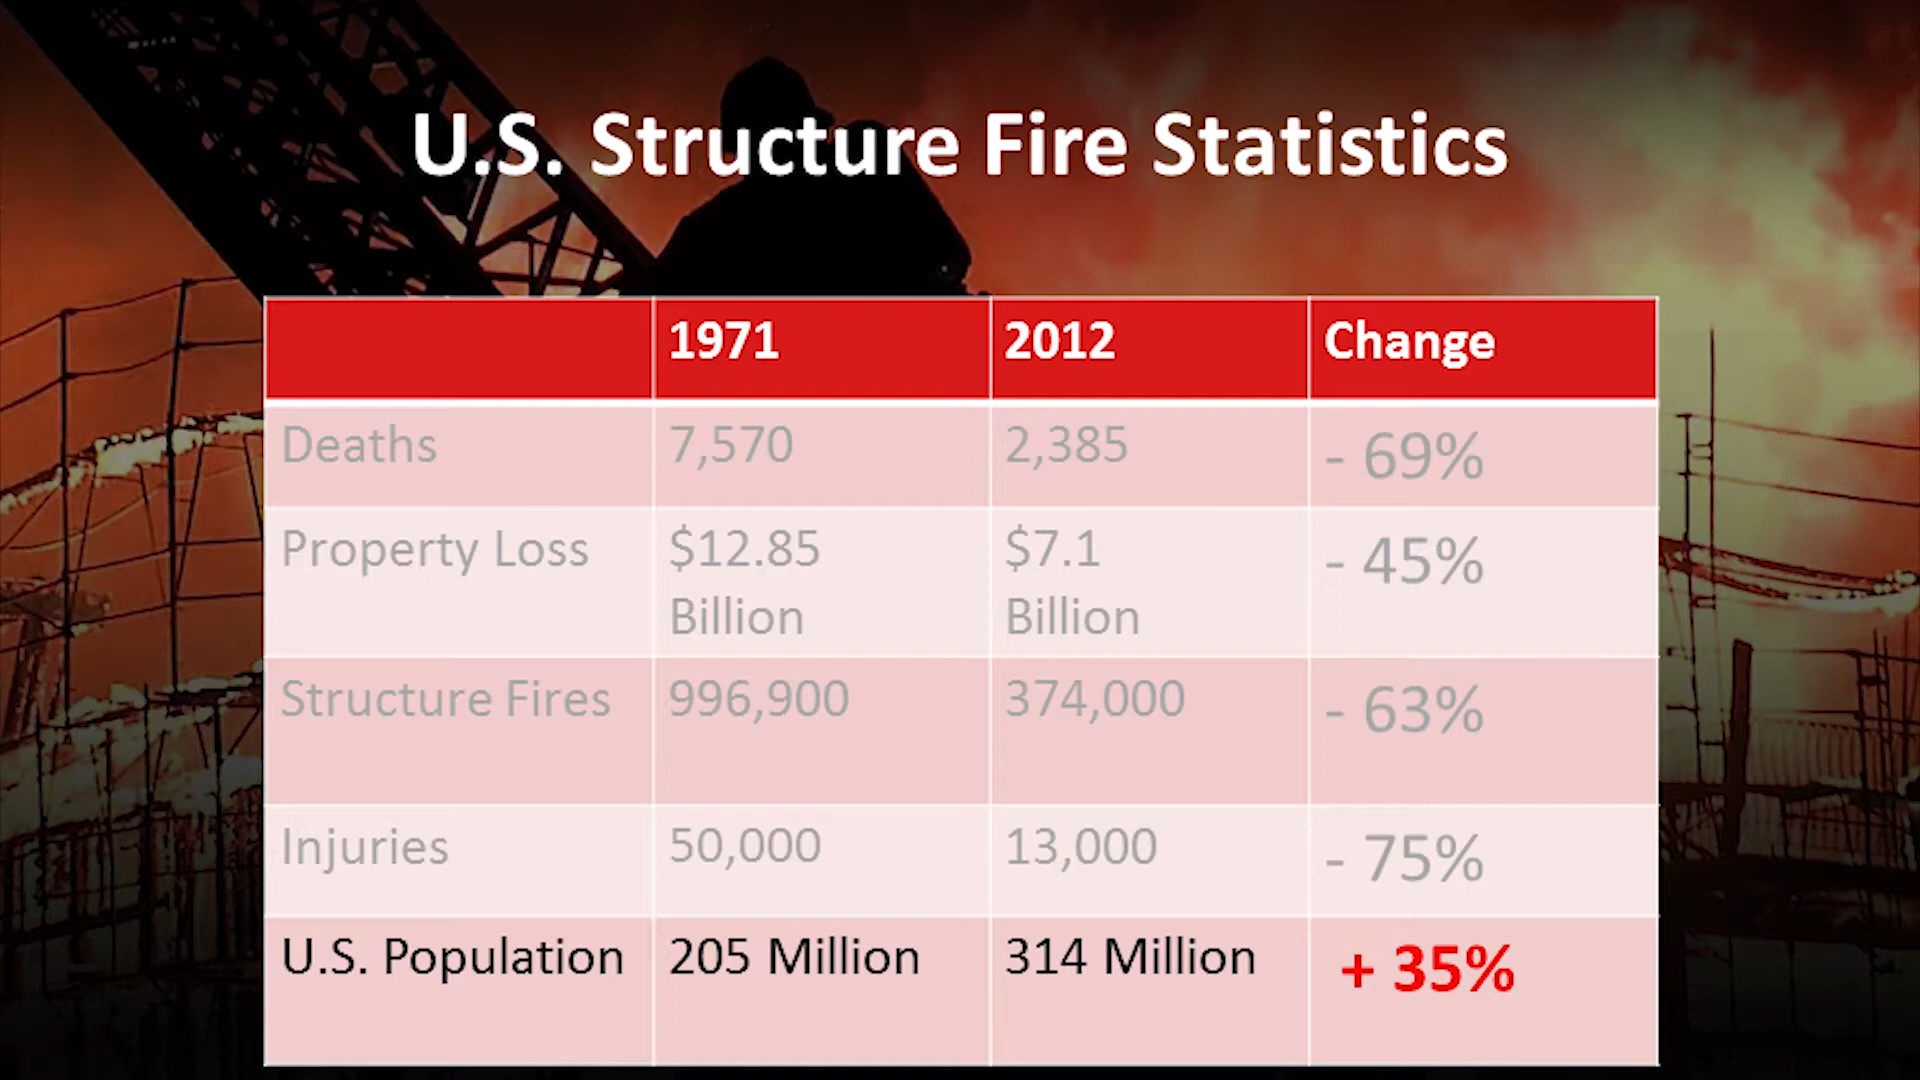 U.S. Structure Fire Statistics
1971 2012 Change
Deaths 7,570 2,385 - 69%
Property Loss $12.85 Billion $7.1 Billion - 45%
Structure Fires 996,900 374,000 - 63%
Injuries 50,000 13,000 - 75%
U.S. Population 205 Million 314 Million + 35%